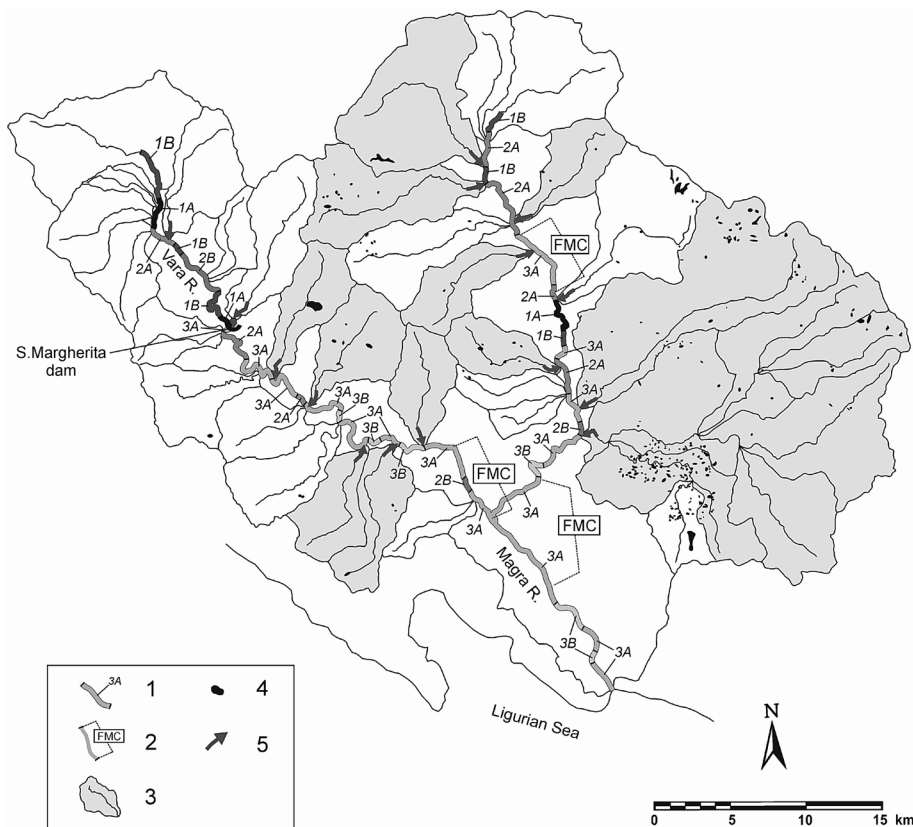 1B
1B
2A
1B
2A
1A
1B
2B
2A
Vara R.
FMC
3A
2A
1A
1B
1A
1B
3A
2A
S.Margherita
dam
3A
3A
2A
3A
2A
3A
3A
3B
3A
2B
3A
3B
3B
3B
3A
FMC
2B
3A
FMC
3A
3A
Magra R.
3B
3A
Ligurian Sea
3A
1
4
FMC
2
5
3
N
0
5
10
15
km